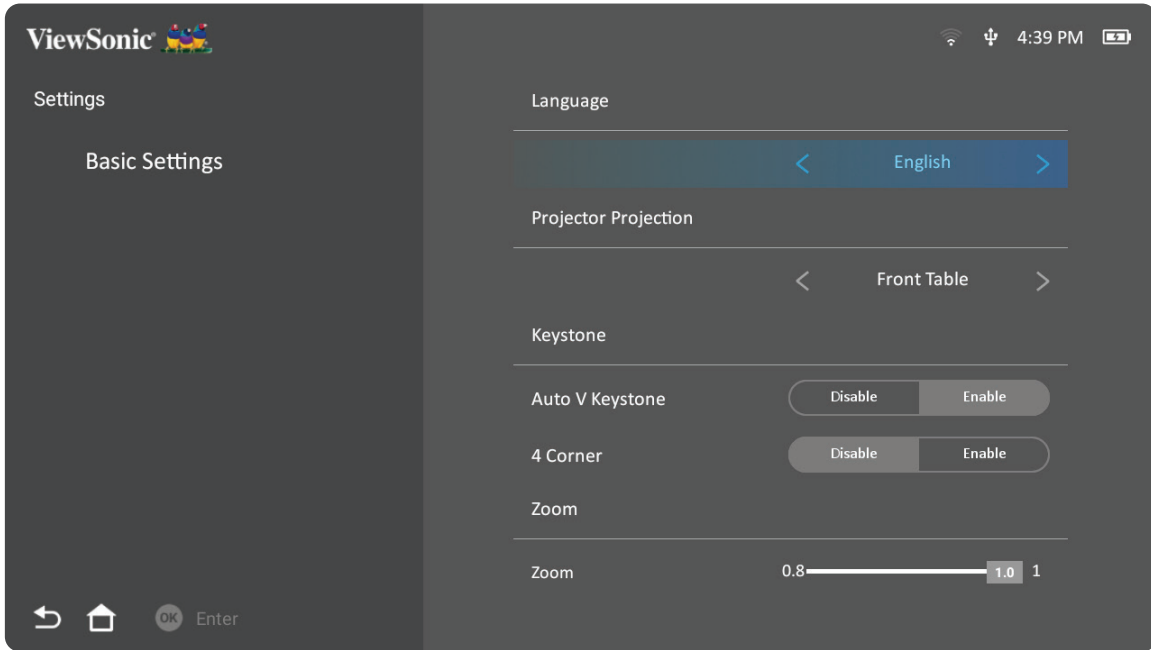 ViewSonic
4:39 PM
Settings
Basic Settings
Language
< English >
Projector Projection
< Front Table >
Keystone
Auto V Keystone Disable Enable
4 Corner Disable Enable
Zoom
Zoom 0.8 1.0 1
OK Enter